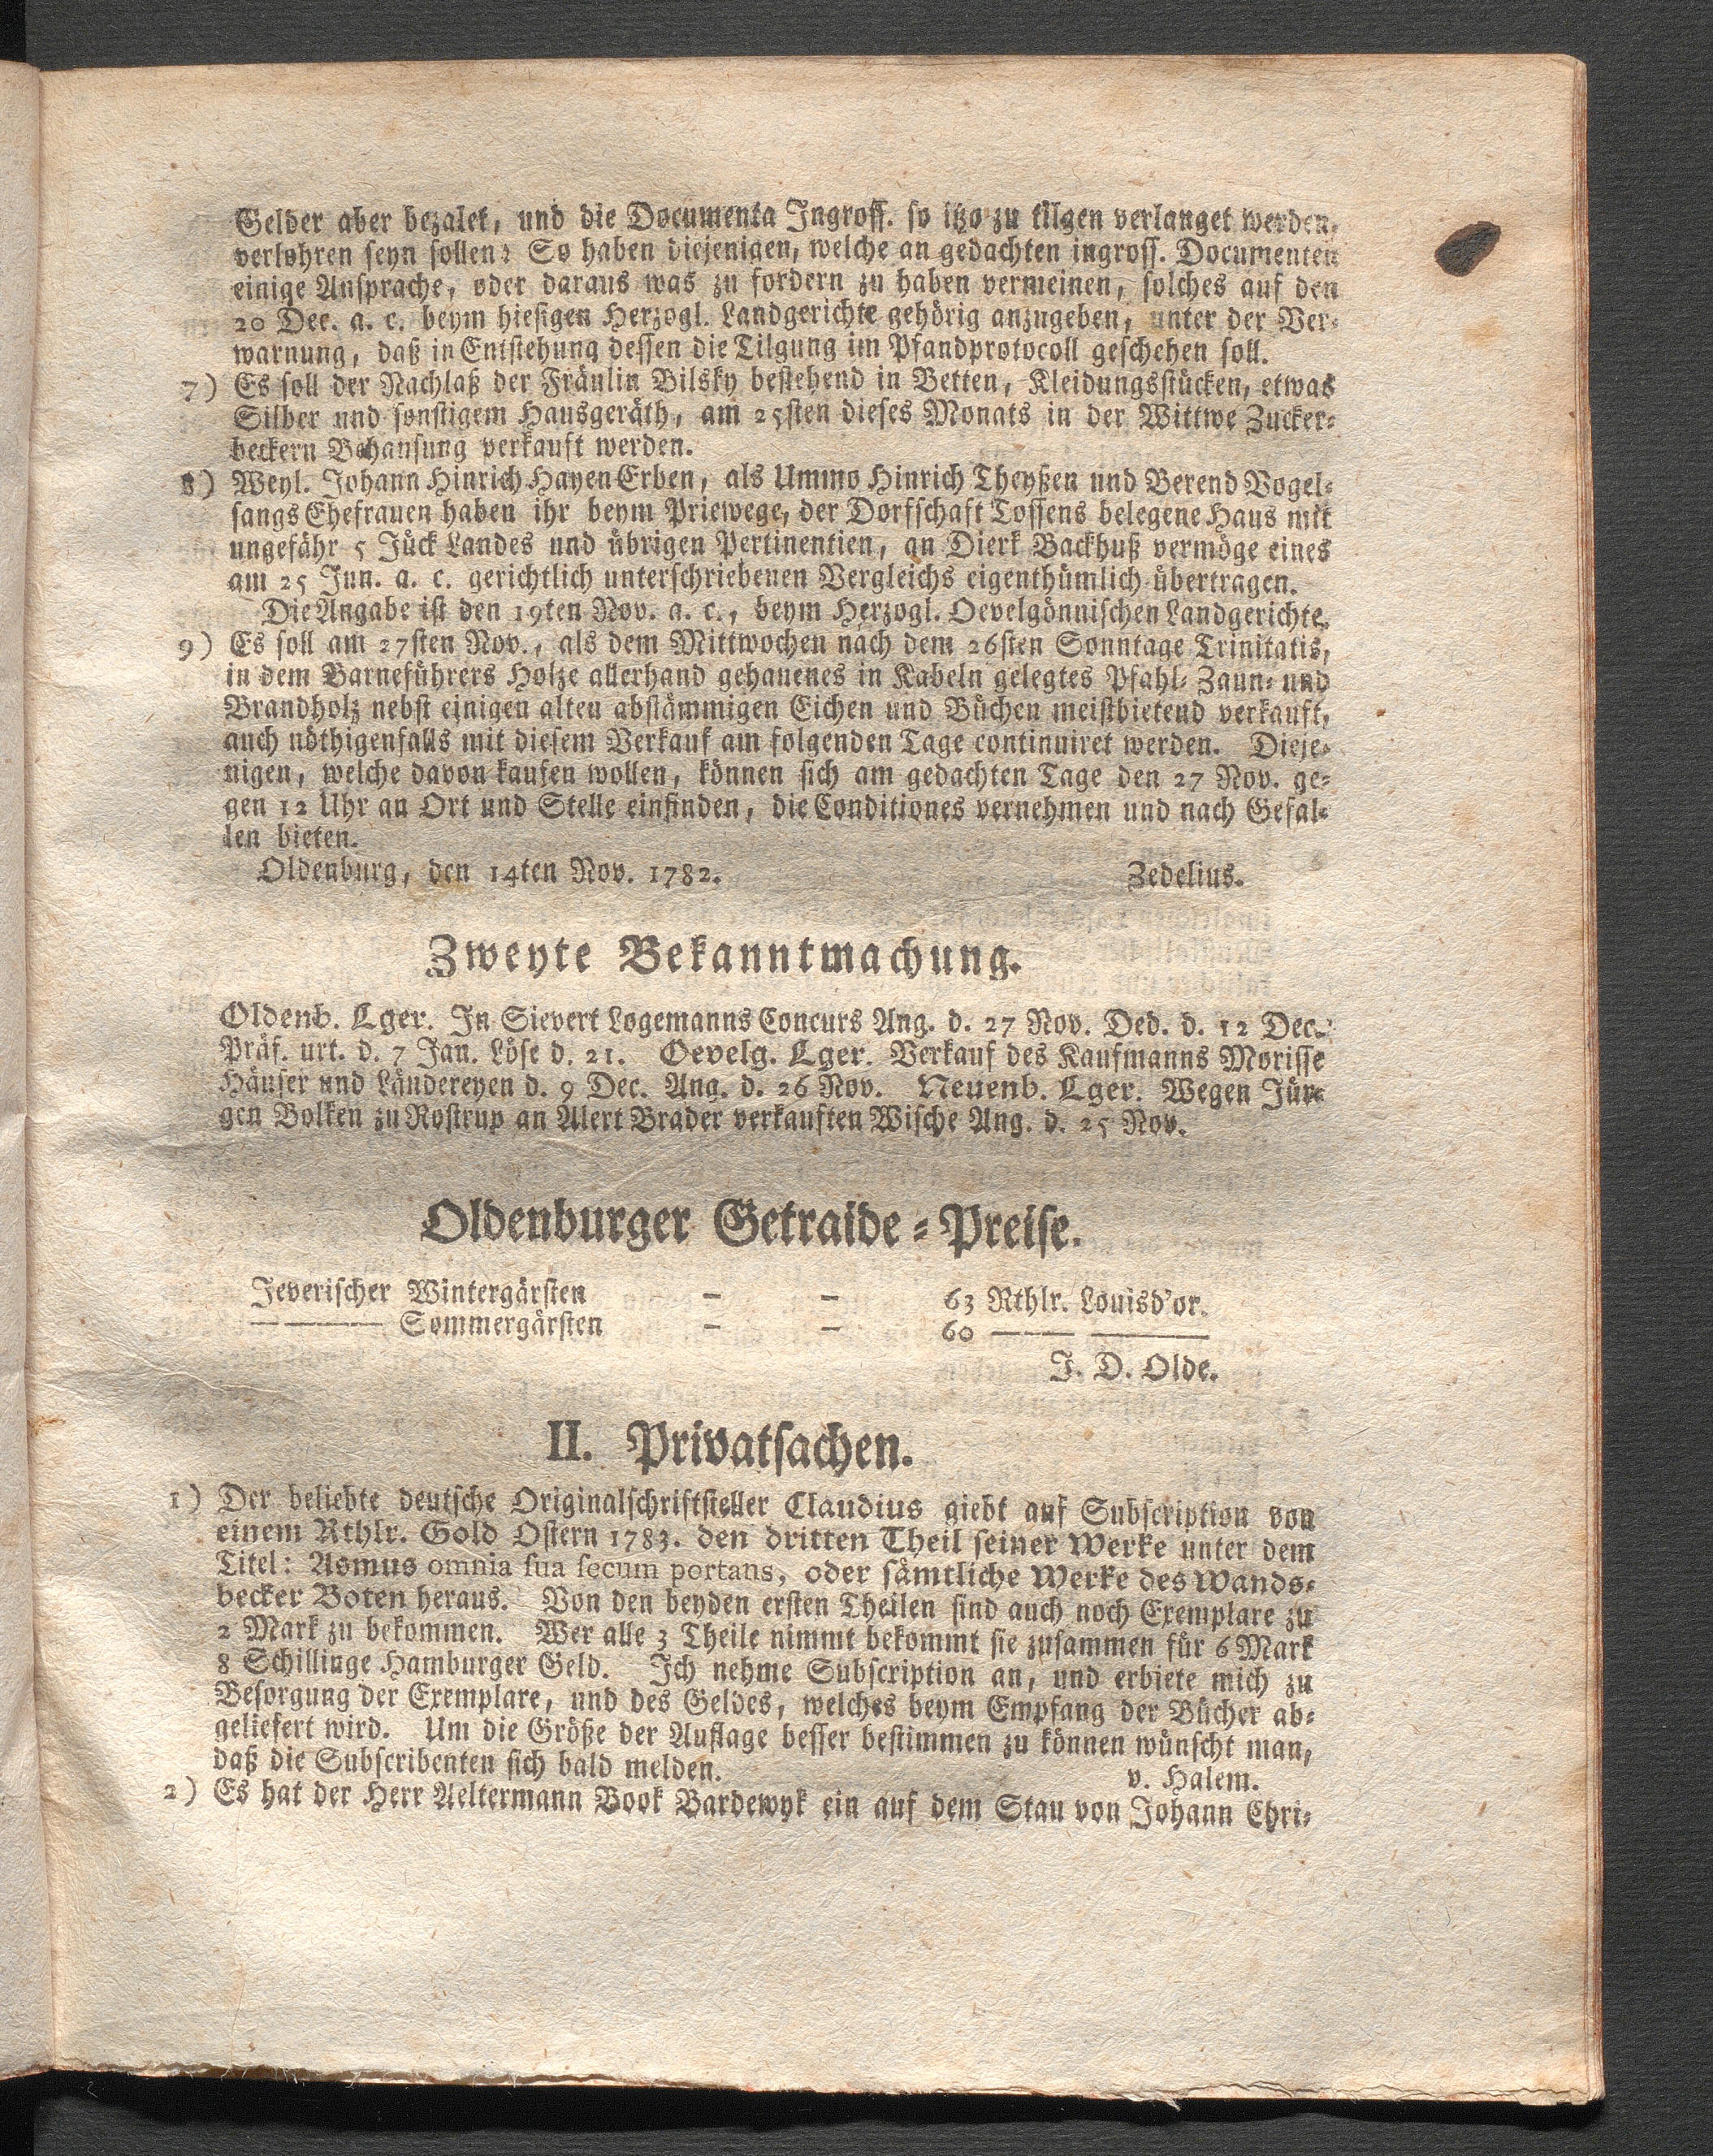 Gelder aber bezalet, und die Documenta Ingross. so itzo zu tilgen verlanget werden,
verlohren seyn sollen: So haben diejenigen, welche an gedachten ingross. Documenten
einige Ansprache, oder daraus was zu fordern zu haben vermeinen, solches auf den
20 Dec. a. c. beym hiesigen Herzogl. Landgerichte gehörig anzugeben, unter der Ver-
warnung, daß in Entstehung dessen die Tilgung im Pfandprotocoll geschehen soll.
7) Es soll der Nachlaß der Fräulin Bilsky bestehend in Betten, Kleidungsstücken, etwas
Silber und sonstigem Hausgeräth, am 25sten dieses Monats in der Wittwe Zucker-
beckern Behausung verkauft werden.
8) Weyl. Johann Hinrich Hayen Erben, als Ummo Hinrich Theyßen und Berend Vogel-
sangs Ehefrauen haben ihr beym Priewege, der Dorfschaft Tossens belegene Haus mit
ungefähr 5 Jück Landes und übrigen Pertinentien, an Dierk Backhuß vermöge eines
am 25 Jun. a. c. gerichtlich unterschriebenen Vergleichs eigenthümlich übertragen.
Die Angabe ist den 19ten Nov. a. c., beym Herzogl. Oevelgönnischen Landgerichte.
9) Es soll am 27sten Nov., als dem Mittwochen nach dem 26sten Sonntage Trinitatis,
in dem Barneführers Holze allerhand gehauenes in Kabeln gelegtes Pfahl- Zaun- und
Brandholz nebst einigen alten abstämmigen Eichen und Büchen meistbietend verkauft,
auch nöthigenfalls mit diesem Verkauf am folgenden Tage continuiret werden. Dieje-
nigen, welche davon kaufen wollen, können sich am gedachten Tage den 27 Nov. ge-
gen 12 Uhr an Ort und Stelle einfinden, die Conditiones vernehmen und nach Gefal-
len bieten.
Oldenburg, den 14ten Nov. 1782. Zedelius.
Zweyte Bekanntmachung.
Oldenb. Lger. In Sievert Logemanns Concurs Ang. d. 27 Nov. Ded. d. 12 Dec.
Präf. urt. d. 7 Jan. Löse d. 21. Oevelg. Lger. Verkauf des Kaufmanns Morisse
Häuser und Ländereyen d. 9 Dec. Ang. d. 26 Nov. Neuenb. Lger. Wegen Jür-
gen Bolken zu Rostrup an Alert Brader verkauften Wische Ang. d. 25 Nov.
Oldenburger Getraide-Preise.
Jeverischer Wintergärsten – – 63 Rthlr. Louisd'or.
— —— Sommergärsten – – 60 —— ——
J. D. Olde.
II. Privatsachen.
1) Der beliebte deutsche Originalschriftsteller Claudius giebt auf Subscription von
einem Rthlr. Gold Ostern 1783. den dritten Theil seiner Werke unter dem
Titel: Asmus omnia sua secum portans, oder sämtliche Werke des Wands-
becker Boten heraus. Von den beyden ersten Theilen sind auch noch Exemplare zu
2 Mark zu bekommen. Wer alle 3 Theile nimmt bekommt sie zusammen für 6 Mark
8 Schillinge Hamburger Geld. Ich nehme Subscription an, und erbiete mich zu
Besorgung der Exemplare, und des Geldes, welches beym Empfang der Bücher ab-
geliefert wird. Um die Größe der Auflage besser bestimmen zu können wünscht man,
daß die Subscribenten sich bald melden. v. Halem.
2) Es hat der Herr Aeltermann Book Bardewyk ein auf dem Stau von Johann Chri-